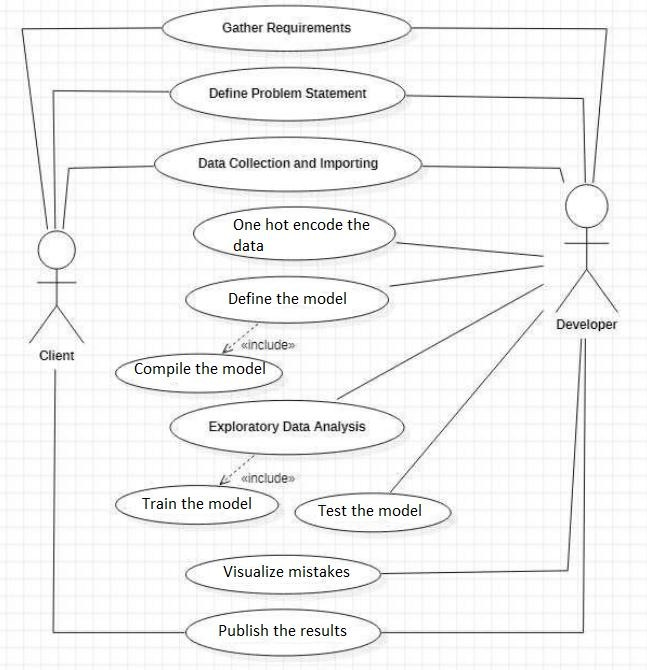 Gather Requirements
Define Problem Statement
Data Collection and Importing
One hot encode the
data
Define the model
«include»
Compile the model
Exploratory Data Analysis
«include»
Train the model
Test the model
Visualize mistakes
Publish the results
Client
Developer